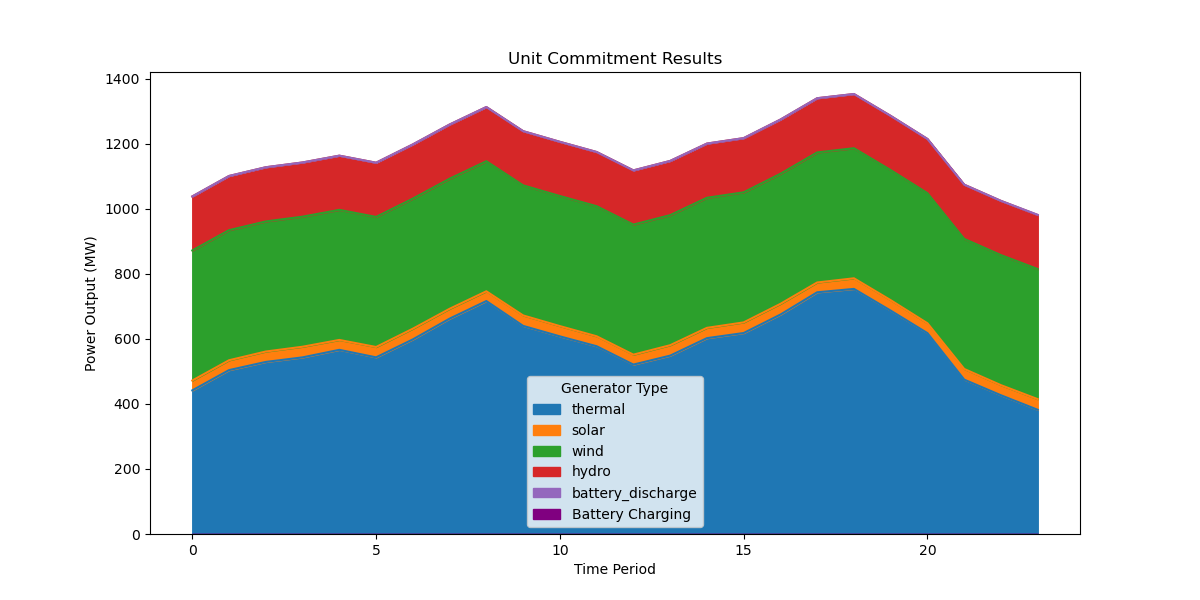 Unit Commitment Results
Power Output (MW)
1400
1200
1000
800
600
400
200
0
Generator Type
thermal
solar
wind
hydro
battery_discharge
Battery Charging
0 5 10 15 20
Time Period